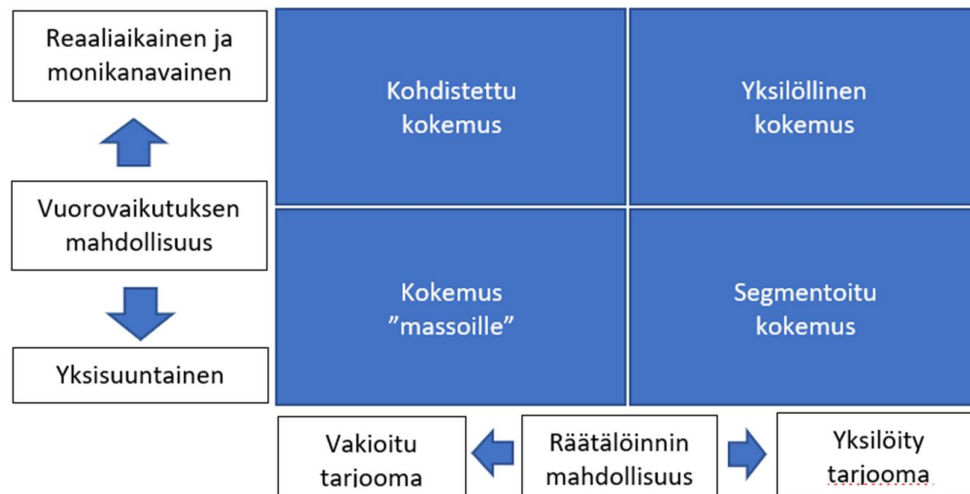 Reaaliaikainen ja
monikanavainen
Kohdistettu
kokemus
Yksilöllinen
kokemus
Vuorovaikutuksen
mahdollisuus
Kokemus
”massoille”
Segmentoitu
kokemus
Yksisuuntainen
Vakioitu
tarjooma
Räätälöinnin
mahdollisuus
Yksilöity
tarjooma